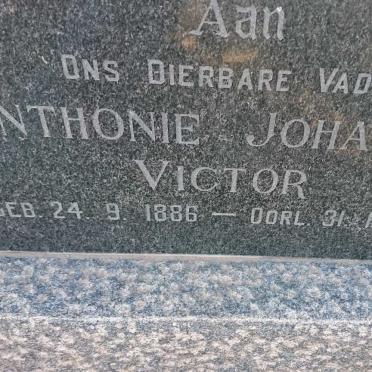 Aan
ONS DIERBARE VAD
NTHONIE JOHA
VICTOR
GEB. 24. 9. 1886 — OORL. 31